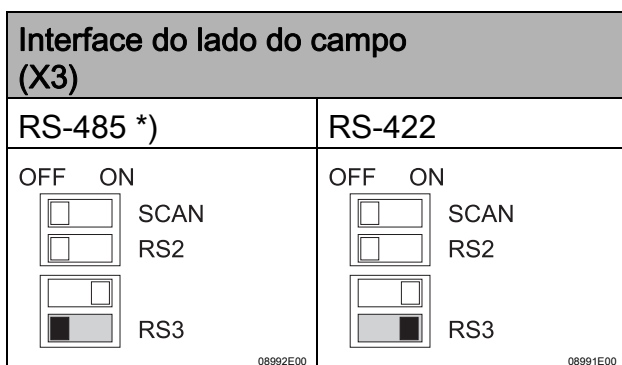 Interface do lado do campo
(X3)
RS-485 *)
RS-422
OFF ON
SCAN
RS2
RS3
08992E00
OFF ON
SCAN
RS2
RS3
08991E00